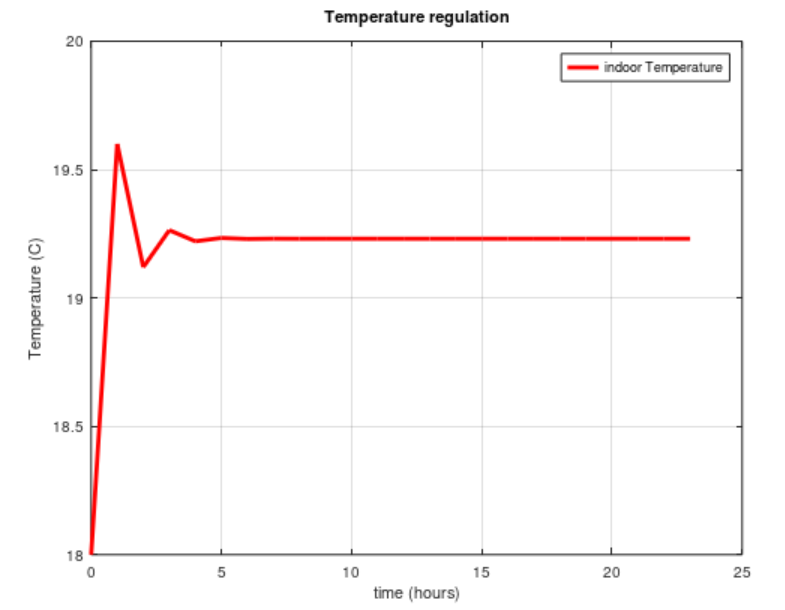 Temperature regulation
20
indoor Temperature
19.5
19
18.5
18
Temperature (C)
0 5 10 15 20 25
time (hours)